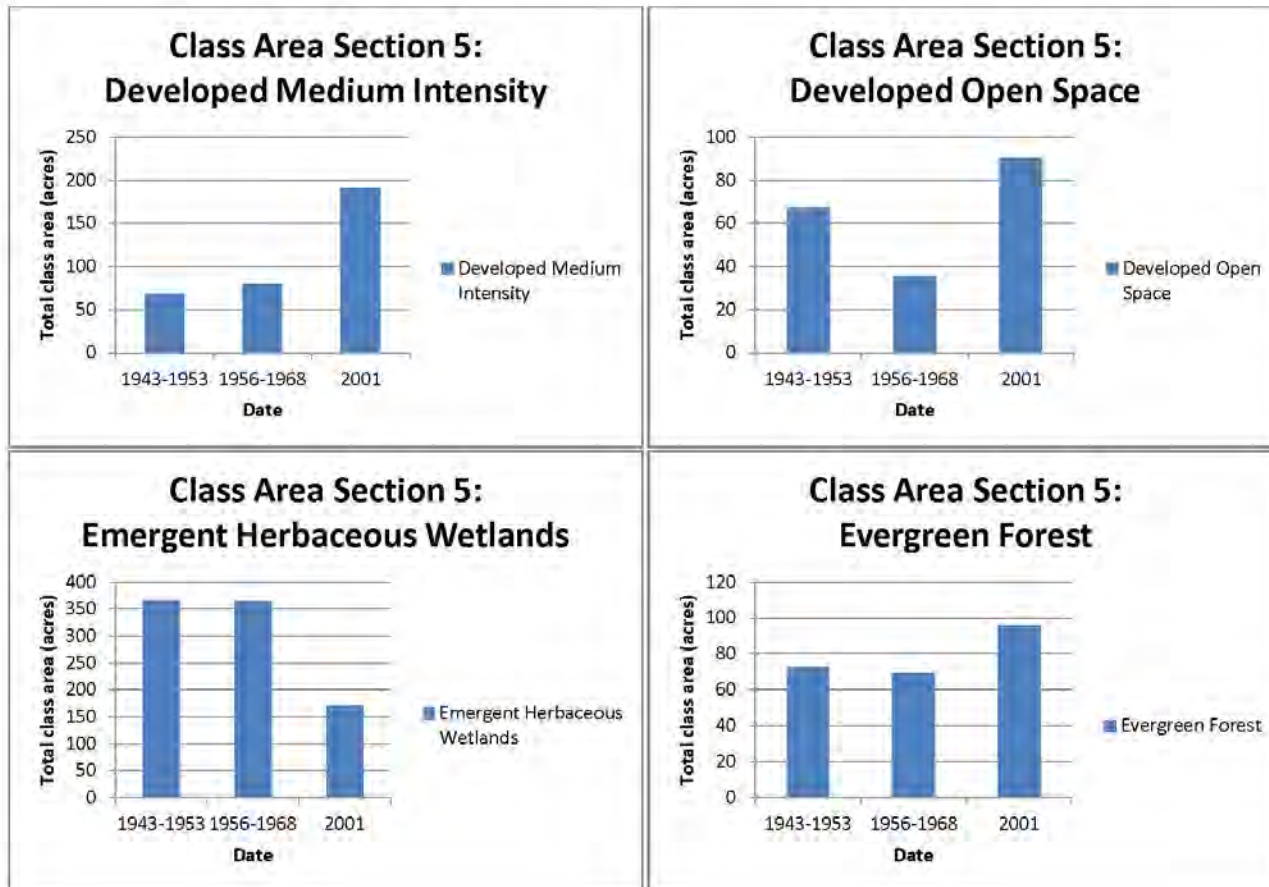 Class Area Section 5:
Developed Medium Intensity
Total class area (acres)
250
200
150
100
50
0
1943-1953 1956-1968 2001
Date
Developed Medium
Intensity
Class Area Section 5:
Developed Open Space
Total class area (acres)
100
80
60
40
20
0
1943-1953 1956-1968 2001
Date
Developed Open
Space
Class Area Section 5:
Emergent Herbaceous Wetlands
Total class area (acres)
400
350
300
250
200
150
100
50
0
1943-1953 1956-1968 2001
Date
Emergent Herbaceous
Wetlands
Class Area Section 5:
Evergreen Forest
Total class area (acres)
120
100
80
60
40
20
0
1943-1953 1956-1968 2001
Date
Evergreen Forest